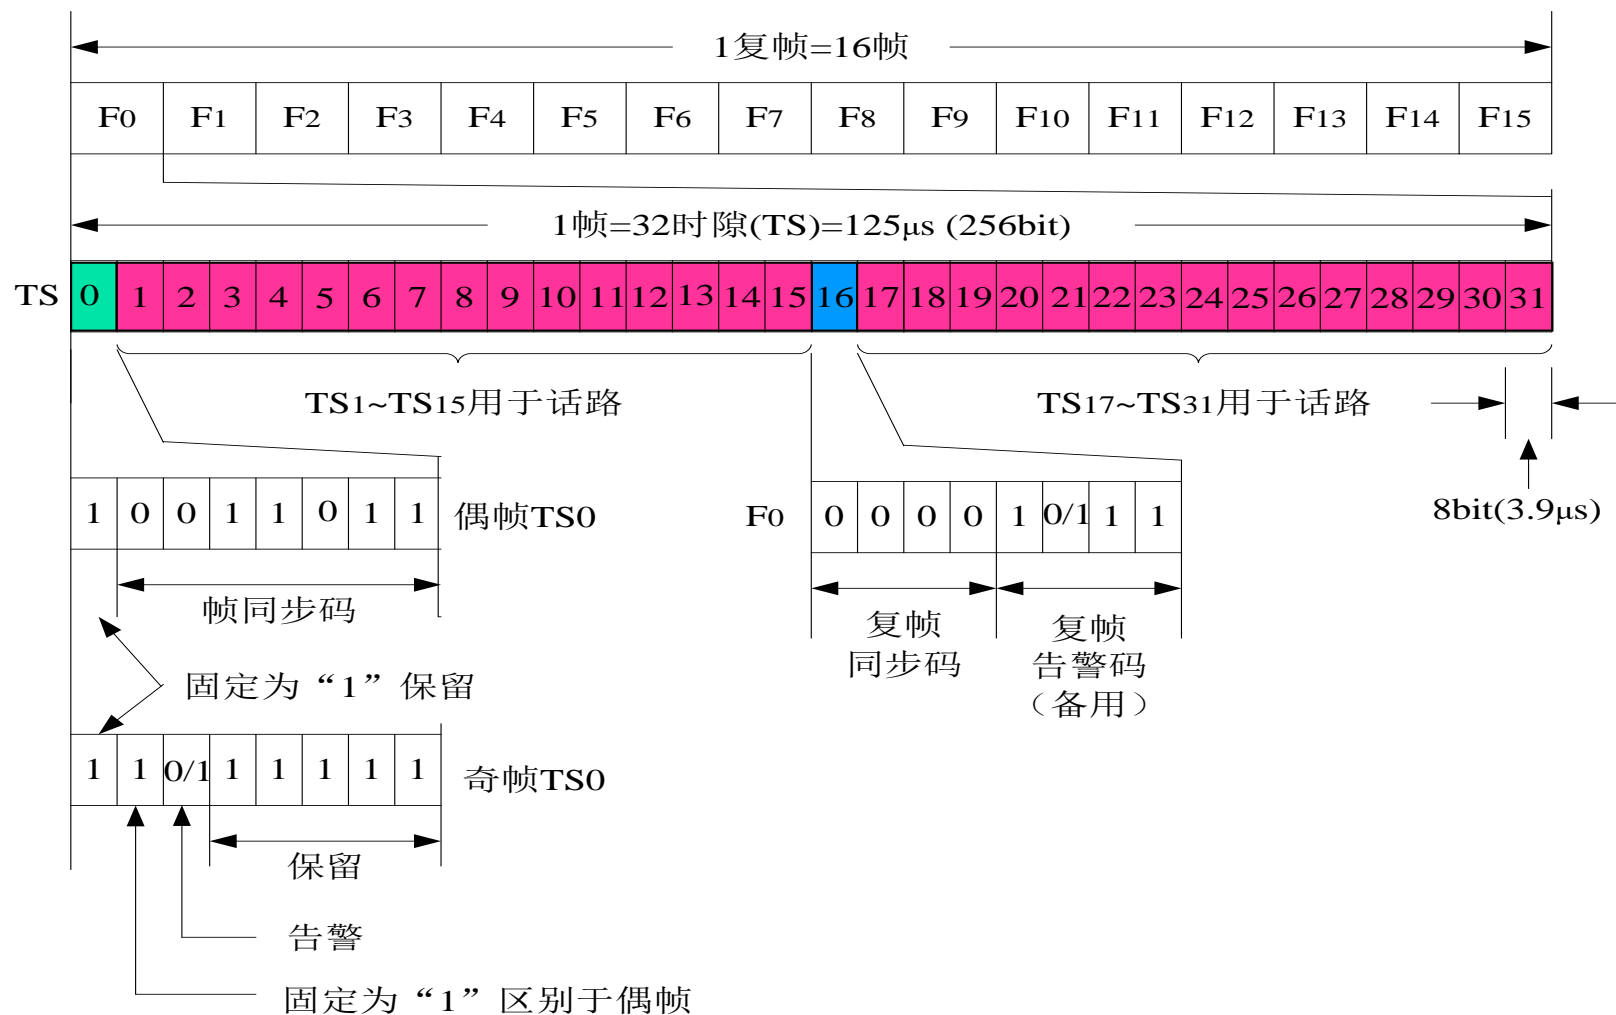 1复帧=16帧
F0 F1 F2 F3 F4 F5 F6 F7 F8 F9 F10 F11 F12 F13 F14 F15
1帧=32时隙(TS)=125μs (256bit)
TS 0 1 2 3 4 5 6 7 8 9 10 11 12 13 14 15 16 17 18 19 20 21 22 23 24 25 26 27 28 29 30 31
TS1~TS15用于话路
TS17~TS31用于话路
8bit(3.9μs)
1 0 0 1 1 0 1 1 偶帧TS0
F0 0 0 0 0 1 0/1 1 1
帧同步码
复帧
同步码
复帧
告警码
（备用）
固定为“1”保留
1 1 0/1 1 1 1 1 1 奇帧TS0
保留
告警
固定为“1”区别于偶帧